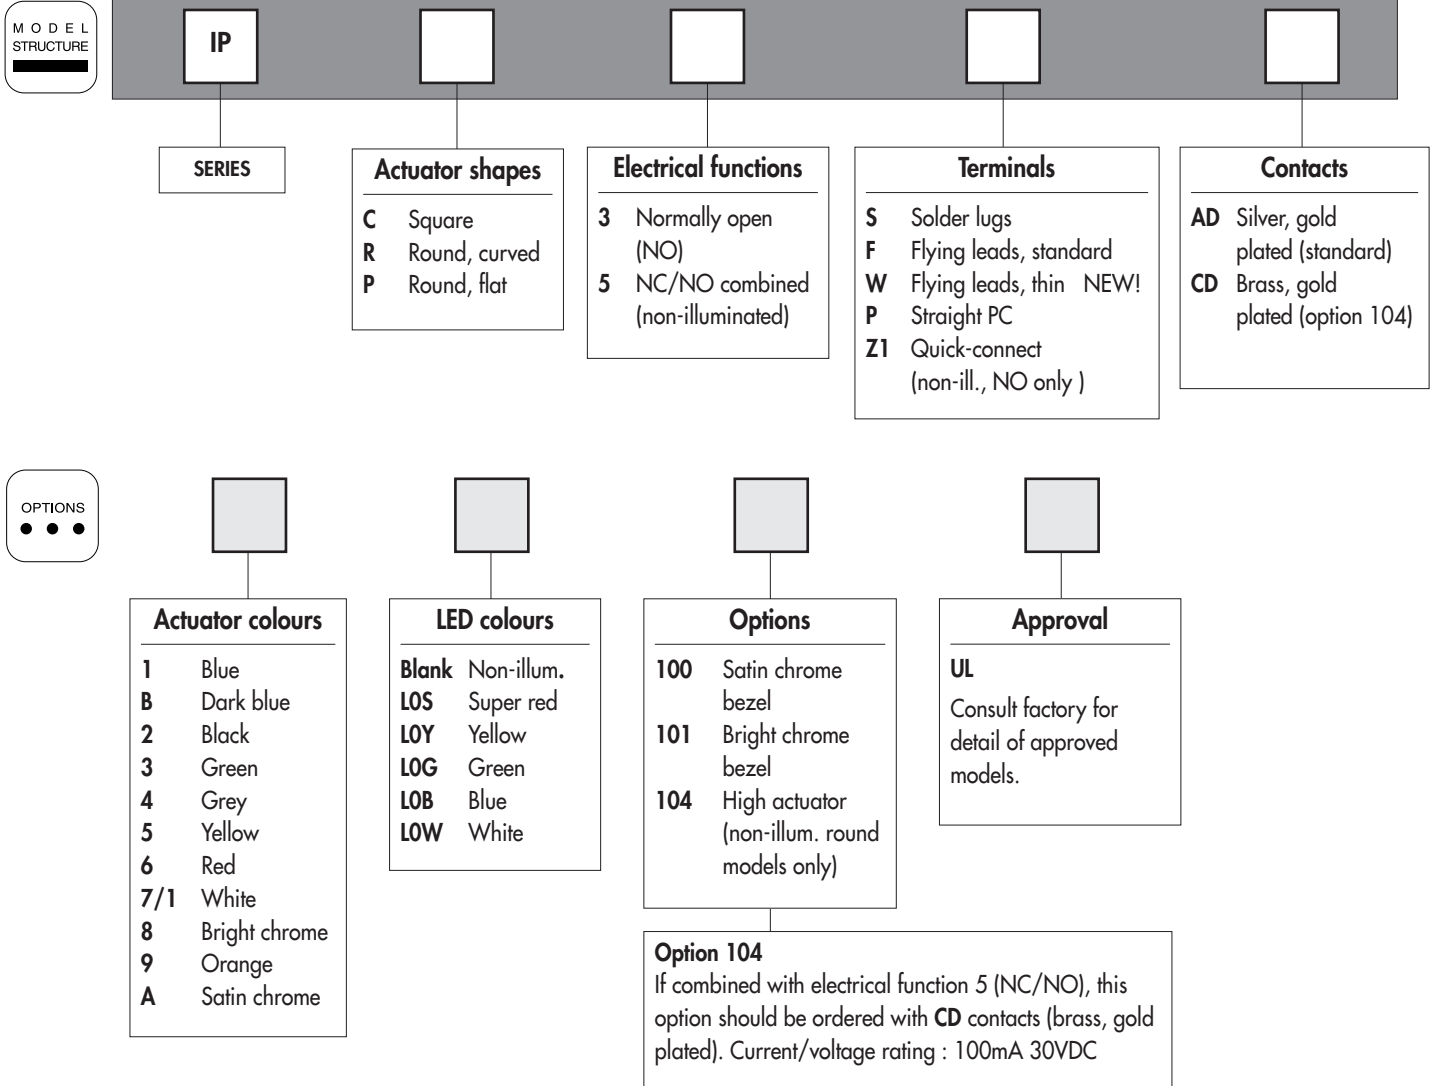 MODEL
STRUCTURE
IP
SERIES
Actuator shapes
C Square
R Round, curved
P Round, flat
Electrical functions
3 Normally open
(NO)
5 NC/NO combined
(non-illuminated)
Terminals
S Solder lugs
F Flying leads, standard
W Flying leads, thin NEW!
P Straight PC
Z1 Quick-connect
(non-ill., NO only )
Contacts
AD Silver, gold
plated (standard)
CD Brass, gold
plated (option 104)
OPTIONS
Actuator colours
1 Blue
B Dark blue
2 Black
3 Green
4 Grey
5 Yellow
6 Red
7/1 White
8 Bright chrome
9 Orange
A Satin chrome
LED colours
Blank Non-illum.
L0S Super red
L0Y Yellow
L0G Green
L0B Blue
L0W White
Options
100 Satin chrome
bezel
101 Bright chrome
bezel
104 High actuator
(non-illum. round
models only)
Approval
UL
Consult factory for
detail of approved
models.
Option 104
If combined with electrical function 5 (NC/NO), this
option should be ordered with CD contacts (brass, gold
plated). Current/voltage rating : 100mA 30VDC